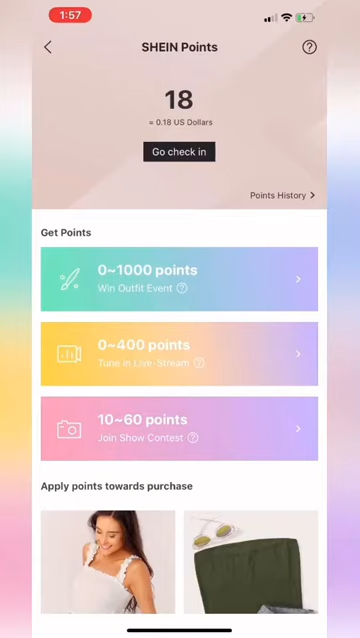 1:57
SHEIN Points
18
= 0.18 US Dollars
Go check in
Points History
Get Points
0~1000 points
Win Outfit Event
0~400 points
Tune in Live-Stream
10~60 points
Join Show Contest
Apply points towards purchase